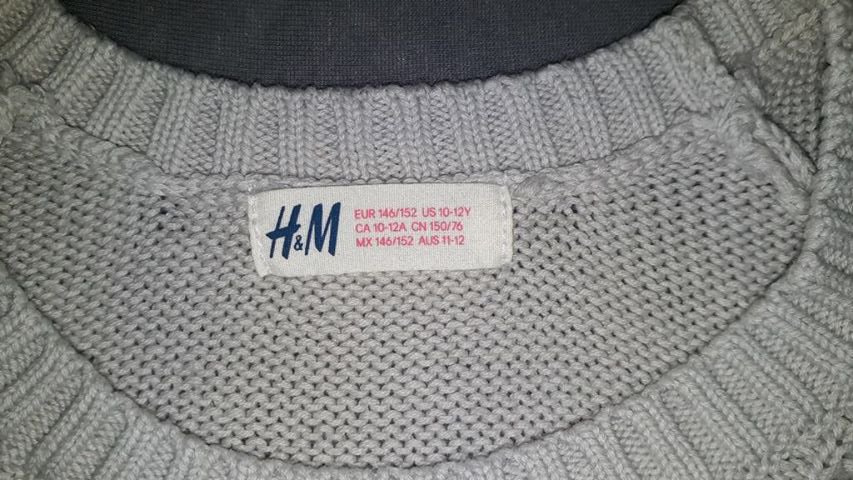 H&M
EUR 146/152 US 10-12Y
CA 10-12A CN 150/76
MX 146/152 AUS 11-12